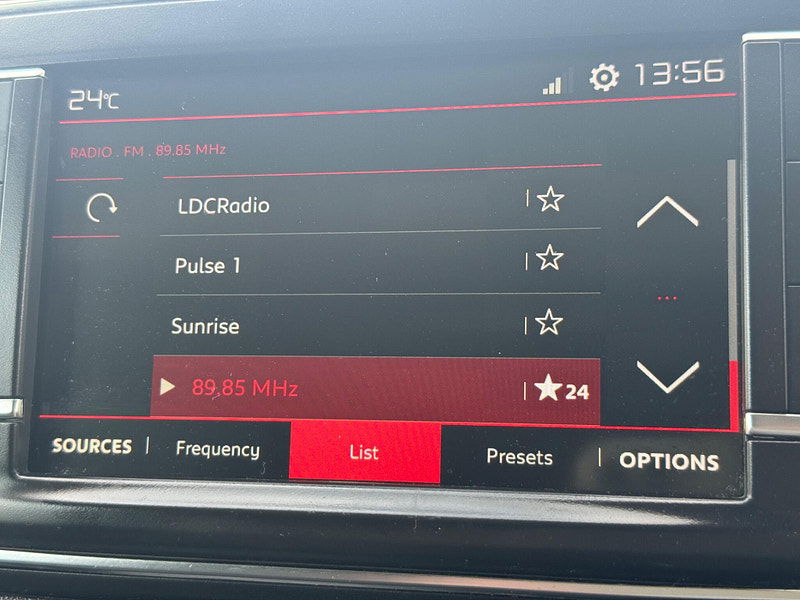 24°C 13:56
RADIO . FM . 89.85 MHz
LDCRadio
Pulse 1
Sunrise
89.85 MHz 24
SOURCES Frequency List Presets OPTIONS